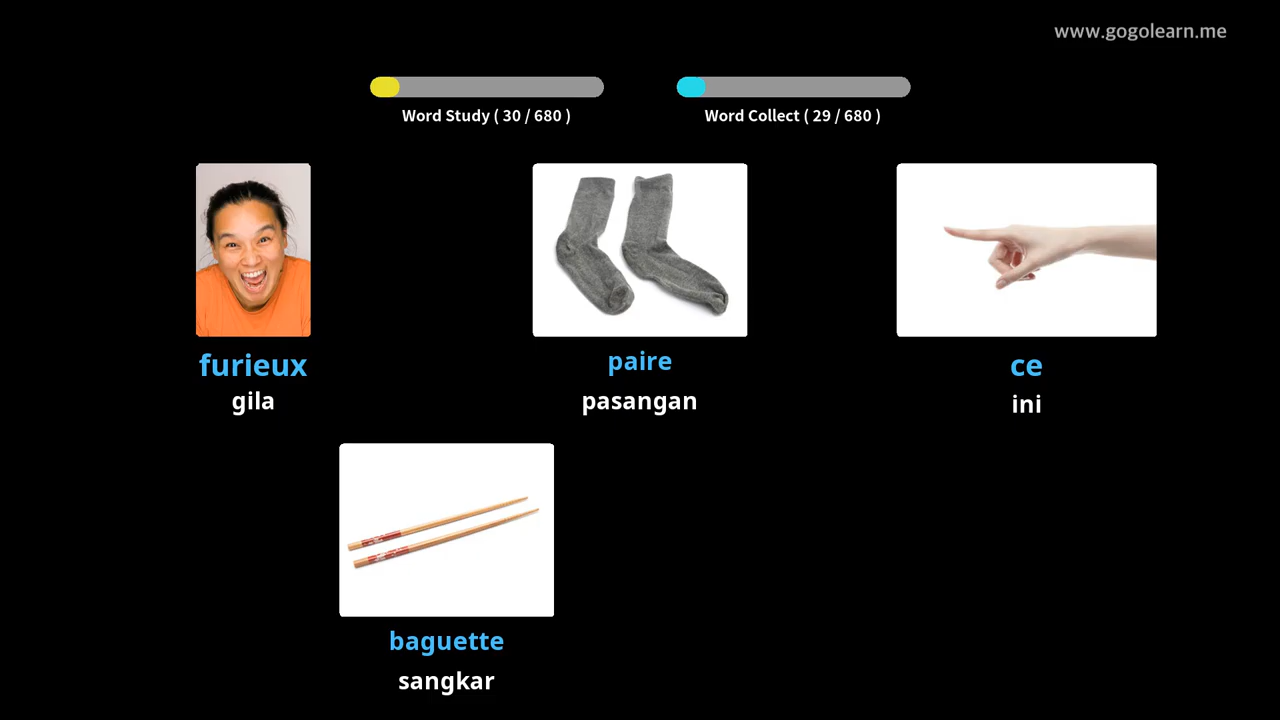 www.gogolearn.me
Word Study ( 30 / 680 )
Word Collect ( 29 / 680 )
furieux
gila
paire
pasangan
ce
ini
baguette
sangkar